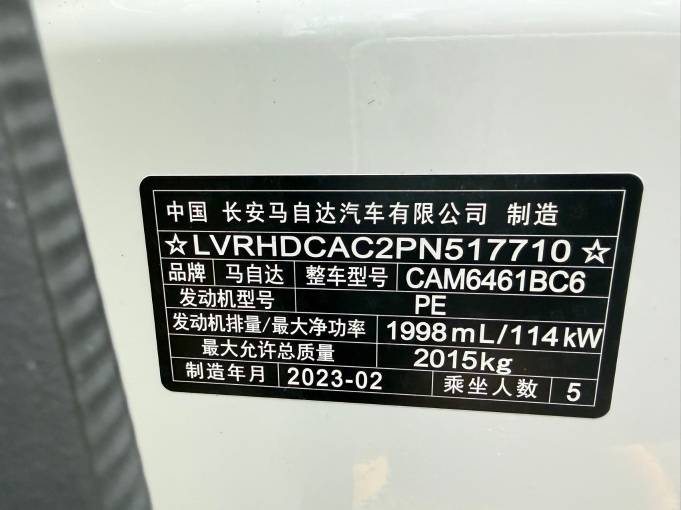 中国 长安马自达汽车有限公司 制造
☆LVRHDCAC2PN517710☆
品牌 马自达 整车型号 CAM6461BC6
发动机型号 PE
发动机排量/最大净功率 1998mL/114kW
最大允许总质量 2015kg
制造年月 2023-02 乘坐人数 5